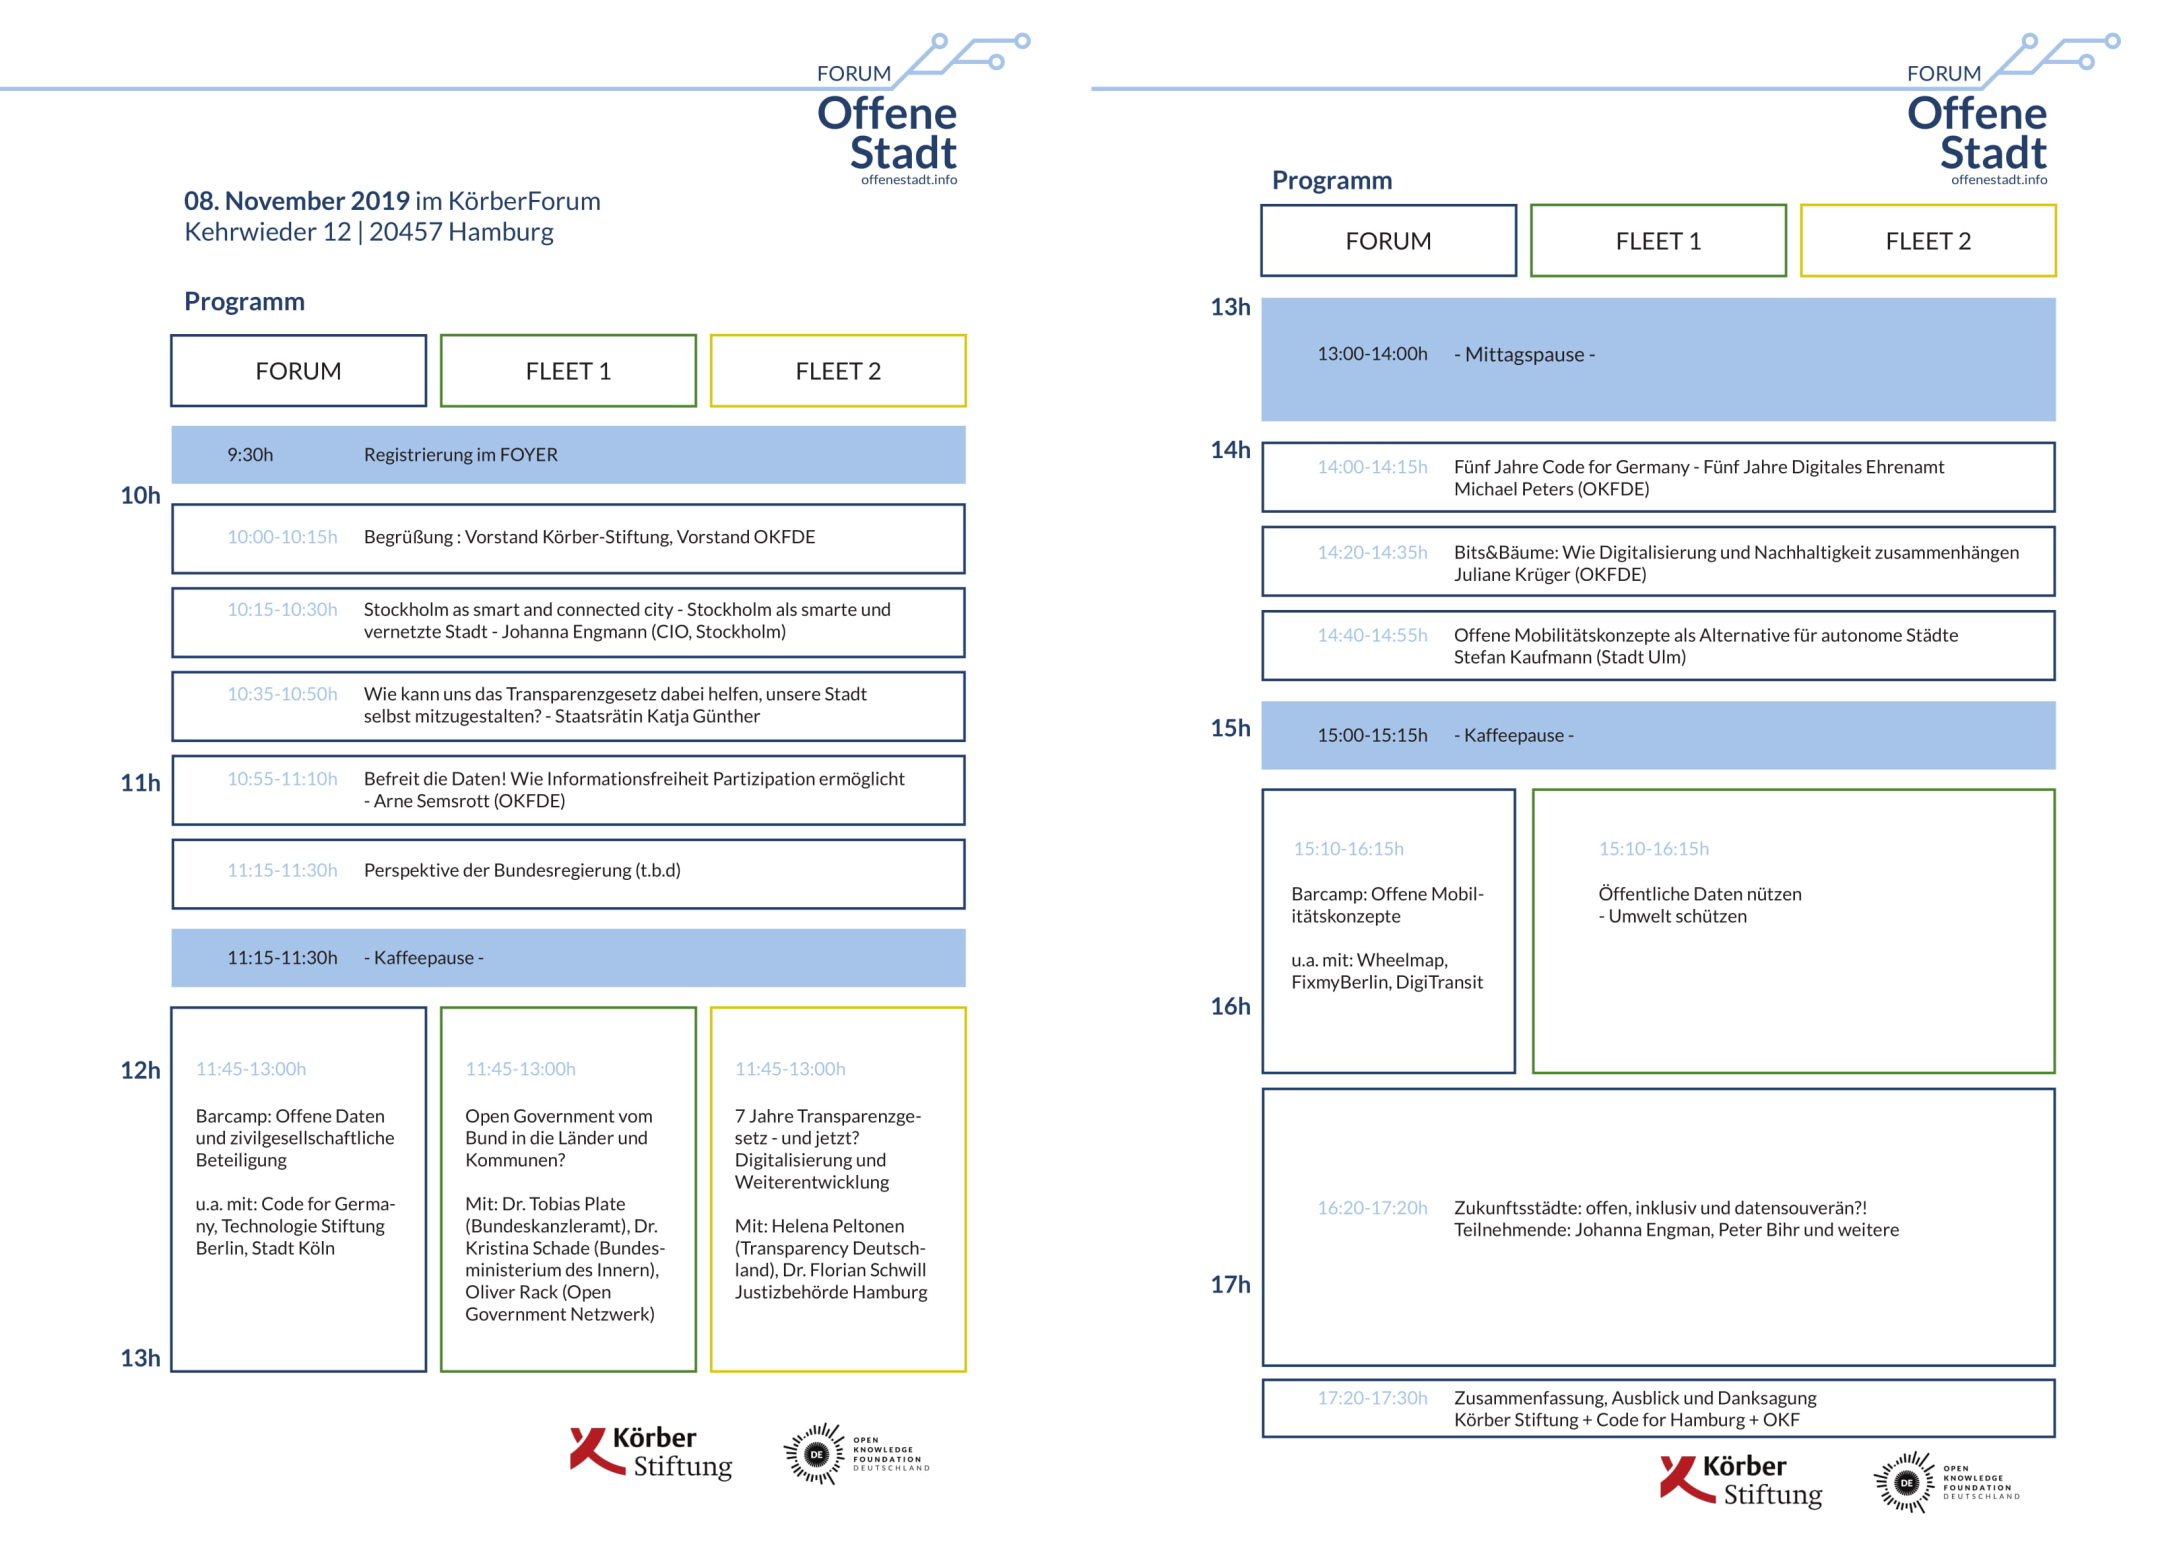 FORUM
Offene
Stadt
offenestadt.info
08. November 2019 im KörberForum
Kehrwieder 12 | 20457 Hamburg
Programm
FORUM
FLEET 1
FLEET 2
9:30h Registrierung im FOYER
10h
10:00-10:15h Begrüßung : Vorstand Körber-Stiftung, Vorstand OKFDE
10:15-10:30h Stockholm as smart and connected city - Stockholm als smarte und
vernetzte Stadt - Johanna Engmann (CIO, Stockholm)
10:35-10:50h Wie kann uns das Transparenzgesetz dabei helfen, unsere Stadt
selbst mitzugestalten? - Staatsrätin Katja Günther
11h
10:55-11:10h Befreit die Daten! Wie Informationsfreiheit Partizipation ermöglicht
- Arne Semsrott (OKFDE)
11:15-11:30h Perspektive der Bundesregierung (t.b.d)
11:15-11:30h - Kaffeepause -
12h
11:45-13:00h
Barcamp: Offene Daten
und zivilgesellschaftliche
Beteiligung
u.a. mit: Code for Germa-
ny, Technologie Stiftung
Berlin, Stadt Köln
11:45-13:00h
Open Government vom
Bund in die Länder und
Kommunen?
Mit: Dr. Tobias Plate
(Bundeskanzleramt), Dr.
Kristina Schade (Bundes-
ministerium des Innern),
Oliver Rack (Open
Government Netzwerk)
11:45-13:00h
7 Jahre Transparenzge-
setz - und jetzt?
Digitalisierung und
Weiterentwicklung
Mit: Helena Peltonen
(Transparency Deutsch-
land), Dr. Florian Schwill
Justizbehörde Hamburg
13h
Körber
Stiftung
DE
OPEN
KNOWLEDGE
FOUNDATION
DEUTSCHLAND
FORUM
Offene
Stadt
offenestadt.info
Programm
FORUM
FLEET 1
FLEET 2
13h
13:00-14:00h - Mittagspause -
14h
14:00-14:15h Fünf Jahre Code for Germany - Fünf Jahre Digitales Ehrenamt
Michael Peters (OKFDE)
14:20-14:35h Bits&Bäume: Wie Digitalisierung und Nachhaltigkeit zusammenhängen
Juliane Krüger (OKFDE)
14:40-14:55h Offene Mobilitätskonzepte als Alternative für autonome Städte
Stefan Kaufmann (Stadt Ulm)
15h
15:00-15:15h - Kaffeepause -
15:10-16:15h
Barcamp: Offene Mobil-
itätskonzepte
u.a. mit: Wheelmap,
FixmyBerlin, DigiTransit
15:10-16:15h
Öffentliche Daten nützen
- Umwelt schützen
16h
16:20-17:20h Zukunftsstädte: offen, inklusiv und datensouverän?!
Teilnehmende: Johanna Engman, Peter Bihr und weitere
17h
17:20-17:30h Zusammenfassung, Ausblick und Danksagung
Körber Stiftung + Code for Hamburg + OKF
Körber
Stiftung
DE
OPEN
KNOWLEDGE
FOUNDATION
DEUTSCHLAND